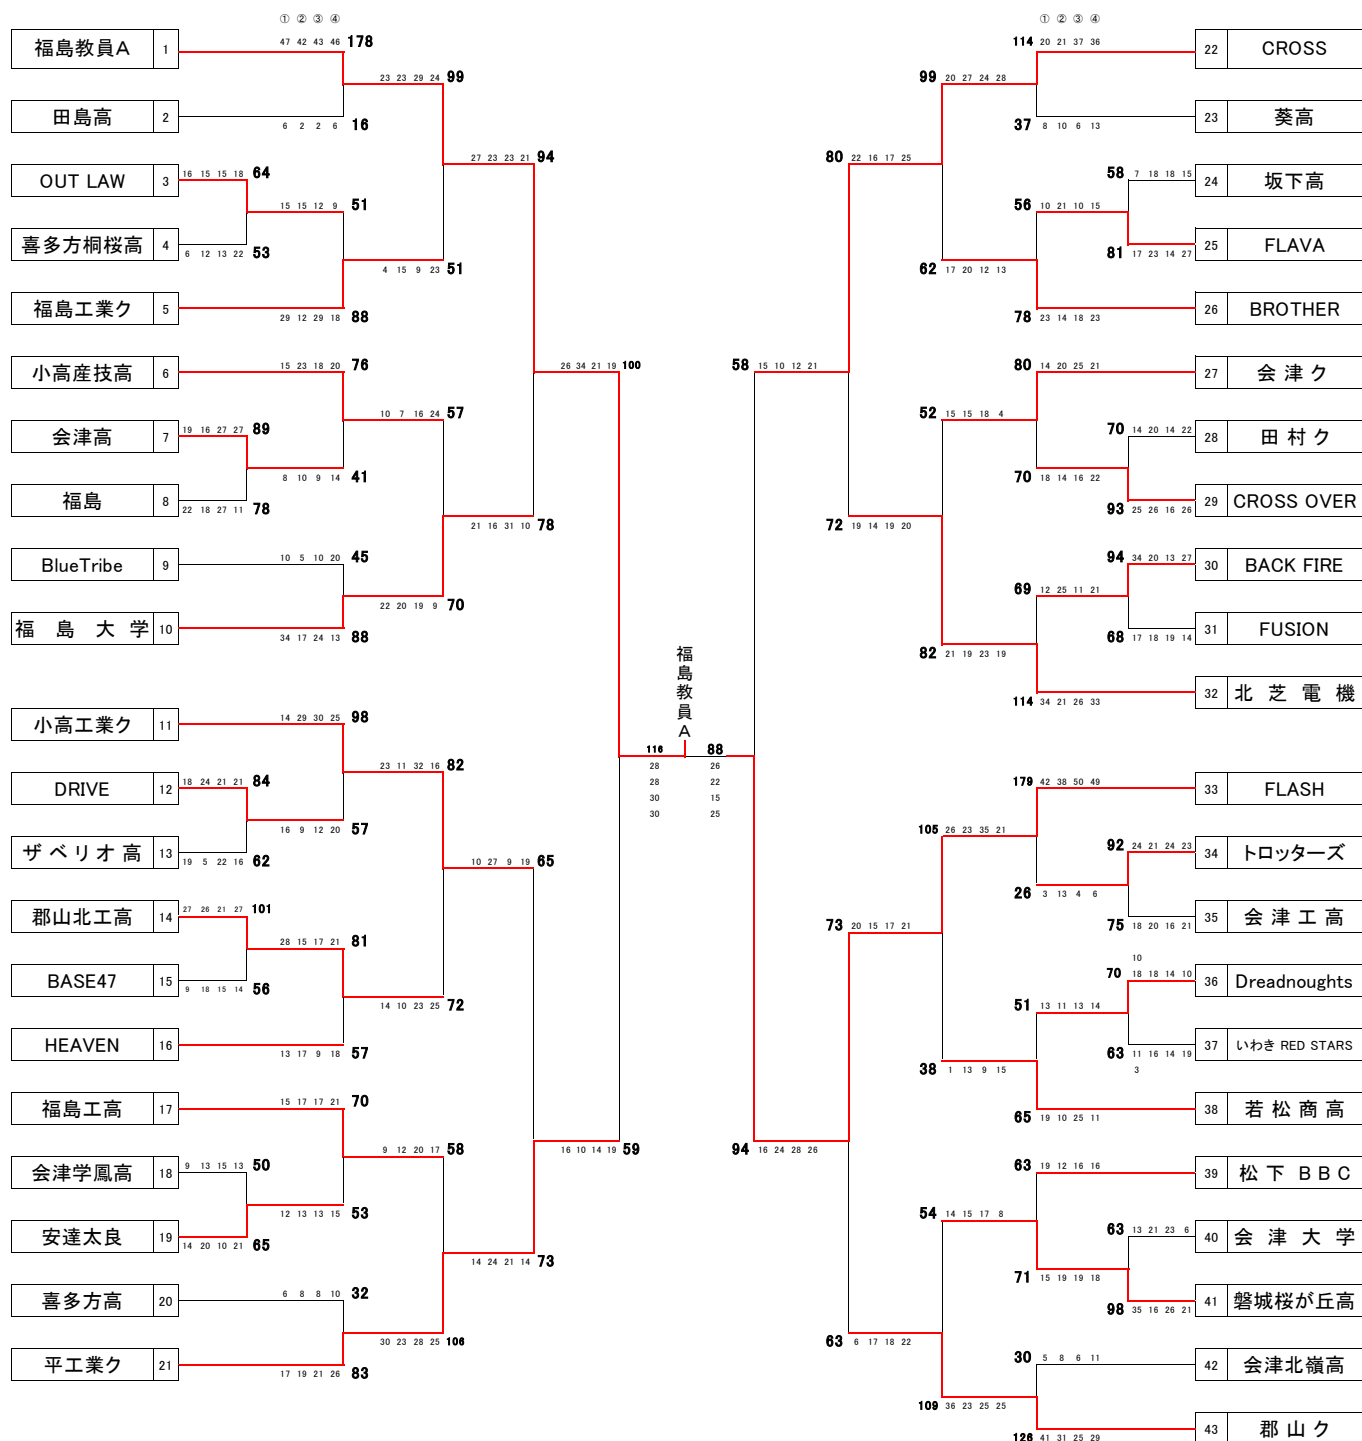 ① ② ③ ④
福島教員A 1 47 42 43 46 178
23 23 29 24 99
田島高 2 6 2 2 6 16
27 23 23 21 94
OUT LAW 3 16 15 15 18 64
15 15 12 9 51
喜多方桐桜高 4 6 12 13 22 53
4 15 9 23 51
福島工業ク 5 29 12 29 18 88
26 34 21 19 100
小高産技高 6 15 23 18 20 76
10 7 16 24 57
会津高 7 19 16 27 27 89
8 10 9 14 41
福島 8 22 18 27 11 78
21 16 31 10 78
BlueTribe 9 10 5 10 20 45
22 20 19 9 70
福島大学 10 34 17 24 13 88
小高工業ク 11 14 29 30 25 98
23 11 32 16 82
DRIVE 12 18 24 21 21 84
16 9 12 20 57
ザベリオ高 13 19 5 22 16 62
10 27 9 19 65
郡山北工高 14 27 26 21 27 101
28 15 17 21 81
BASE47 15 9 18 15 14 56
14 10 23 25 72
HEAVEN 16 13 17 9 18 57
福島工高 17 15 17 17 21 70
9 12 20 17 58
会津学鳳高 18 9 13 15 13 50
12 13 13 15 53
安達太良 19 14 20 10 21 65
16 10 14 19 59
14 24 21 14 73
喜多方高 20 6 8 8 10 32
30 23 28 25 106
平工業ク 21 17 19 21 26 83
福島教員A
116 88
28 26
28 22
30 15
30 25
① ② ③ ④
114 20 21 37 36 22 CROSS
99 20 27 24 28
37 8 10 6 13 23 葵高
80 22 16 17 25
58 7 18 18 15 24 坂下高
56 10 21 10 15
81 17 23 14 27 25 FLAVA
62 17 20 12 13
78 23 14 18 23 26 BROTHER
58 15 10 12 21
80 14 20 25 21 27 会津ク
52 15 15 18 4
70 14 20 14 22 28 田村ク
70 18 14 16 22
93 25 26 16 26 29 CROSS OVER
72 19 14 19 20
94 34 20 13 27 30 BACK FIRE
69 12 25 11 21
68 17 18 19 14 31 FUSION
82 21 19 23 19
114 34 21 26 33 32 北芝電機
179 42 38 50 49 33 FLASH
105 26 23 35 21
92 24 21 24 23 34 トロッターズ
26 3 13 4 6
75 18 20 16 21 35 会津工高
73 20 15 17 21
10
70 18 18 14 10 36 Dreadnoughts
51 13 11 13 14
63 11 16 14 19 37 いわき RED STARS
3
38 1 13 9 15
65 19 10 25 11 38 若松商高
94 16 24 28 26
63 19 12 16 16 39 松下BBC
54 14 15 17 8
63 13 21 23 6 40 会津大学
71 15 19 19 18
98 35 16 26 21 41 磐城桜が丘高
63 6 17 18 22
30 5 8 6 11 42 会津北嶺高
109 36 23 25 25
126 41 31 25 29 43 郡山ク